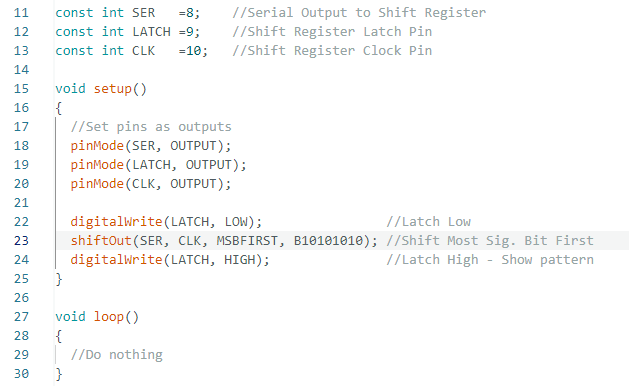 11 const int SER   =8;    //Serial Output to Shift Register
12 const int LATCH =9;    //Shift Register Latch Pin
13 const int CLK   =10;   //Shift Register Clock Pin
14
15 void setup()
16 {
17   //Set pins as outputs
18   pinMode(SER, OUTPUT);
19   pinMode(LATCH, OUTPUT);
20   pinMode(CLK, OUTPUT);
21
22   digitalWrite(LATCH, LOW);                //Latch Low
23   shiftOut(SER, CLK, MSBFIRST, B10101010); //Shift Most Sig. Bit First
24   digitalWrite(LATCH, HIGH);               //Latch High - Show pattern
25 }
26
27 void loop()
28 {
29   //Do nothing
30 }